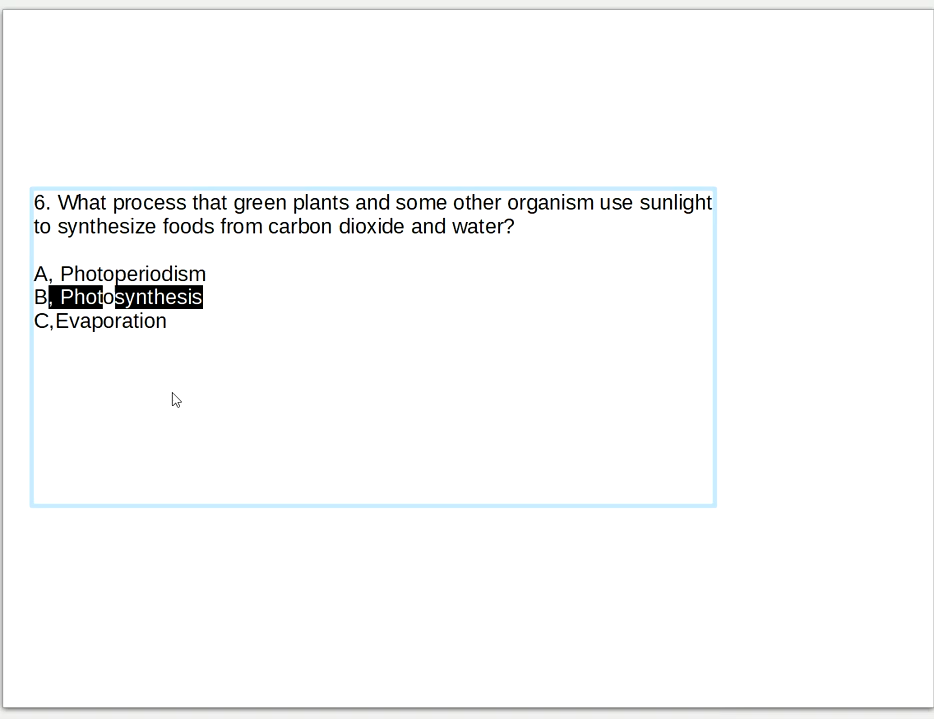 6. What process that green plants and some other organism use sunlight
to synthesize foods from carbon dioxide and water?
A, Photoperiodism
B, Photosynthesis
C,Evaporation